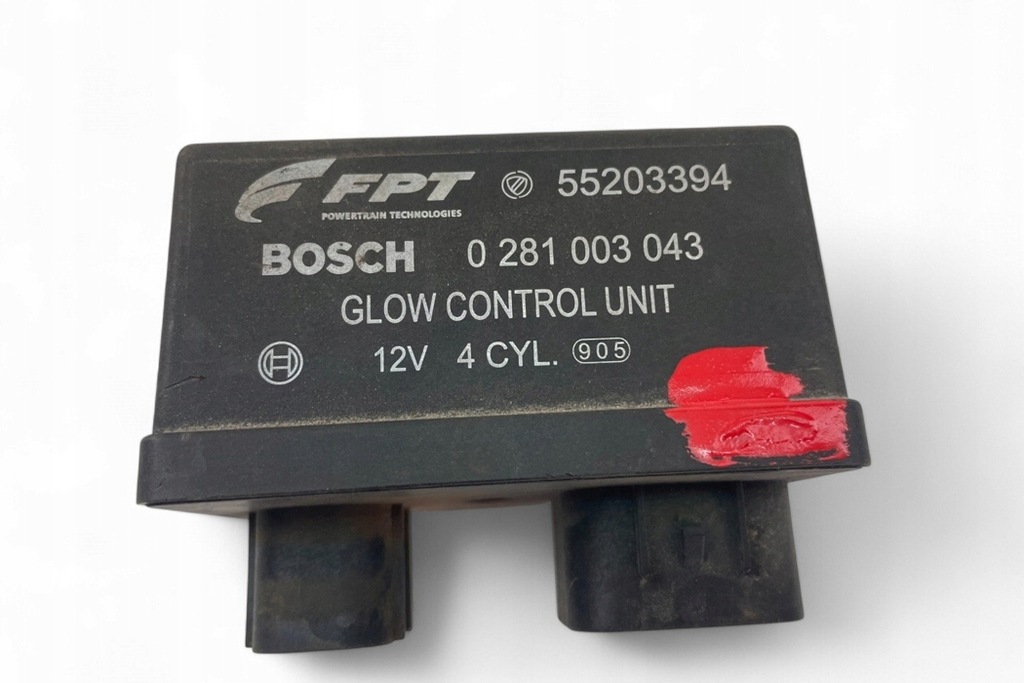 FPT 55203394
POWERTRAIN TECHNOLOGIES
BOSCH 0 281 003 043
GLOW CONTROL UNIT
12V 4 CYL. 905